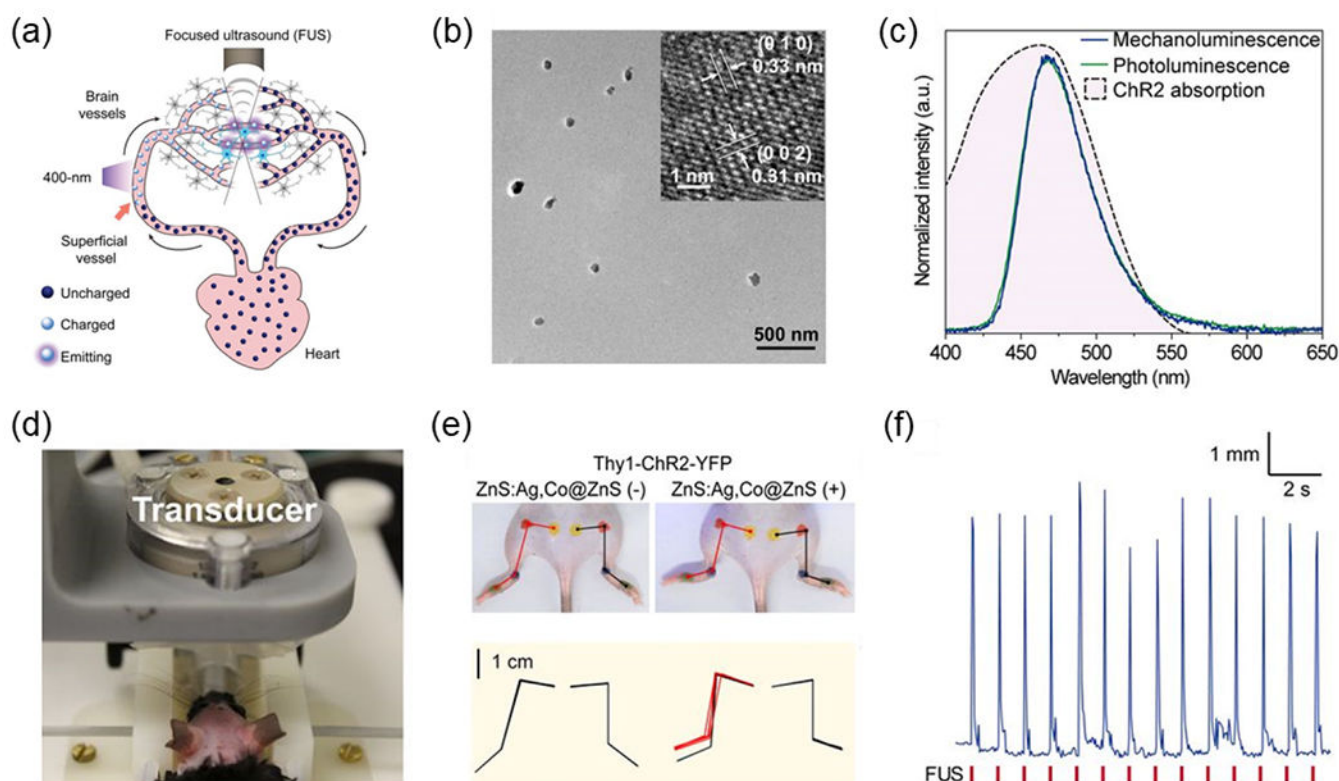 (a)
Focused ultrasound (FUS)
Brain
vessels
400-nm
Superficial
vessel
Uncharged
Charged
Emitting
Heart
(b)
(0 1 0)
0.33 nm
(0 0 2)
0.31 nm
1 nm
500 nm
(c)
Mechanoluminescence
Photoluminescence
ChR2 absorption
Normalized intensity (a.u.)
400 450 500 550 600 650
Wavelength (nm)
(d)
Transducer
(e)
Thy1-ChR2-YFP
ZnS:Ag,Co@ZnS (-) ZnS:Ag,Co@ZnS (+)
1 cm
(f)
1 mm
2 s
FUS